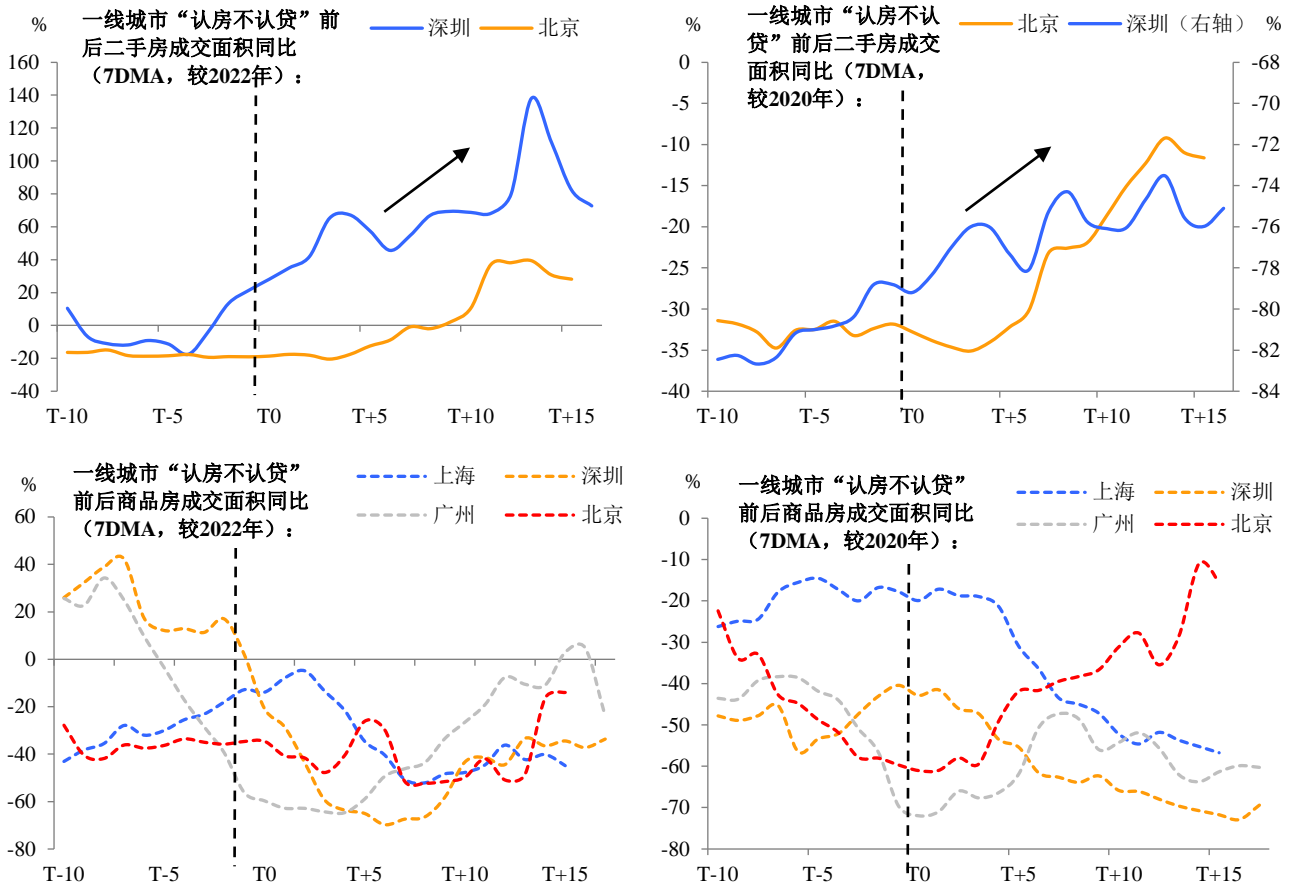 一线城市“认房不认贷”前
后二手房成交面积同比
（7DMA，较2022年）：
%
深圳
北京
160
140
120
100
80
60
40
20
0
-20
-40
T-10
T-5
T0
T+5
T+10
T+15
一线城市“认房不认
贷”前后二手房成交
面积同比（7DMA，
较2020年）：
%
北京
深圳（右轴）
%
0
-5
-10
-15
-20
-25
-30
-35
-40
-68
-70
-72
-74
-76
-78
-80
-82
-84
T-10
T-5
T0
T+5
T+10
T+15
一线城市“认房不认贷”
前后商品房成交面积同比
（7DMA，较2022年）：
%
上海
深圳
广州
北京
60
40
20
0
-20
-40
-60
-80
T-10
T-5
T0
T+5
T+10
T+15
一线城市“认房不认贷”
前后商品房成交面积同比
（7DMA，较2020年）：
%
上海
深圳
广州
北京
0
-10
-20
-30
-40
-50
-60
-70
-80
T-10
T-5
T0
T+5
T+10
T+15